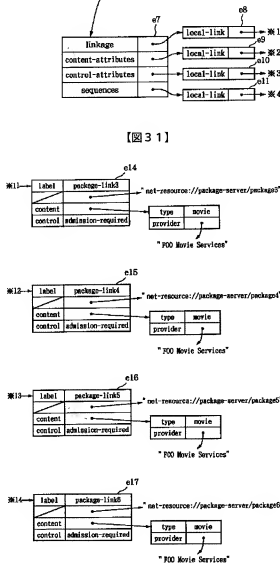 e7
e8
linkage
local-link
※1
e9
content-attributes
local-link
※2
e10
control-attributes
local-link
※3
e11
sequences
local-link
※4
【図31】
e14
※11
label
package-link3
"net-resource://package-server/package3"
content
type
movie
control
admission-required
provider
"FOO Movie Services"
e15
※12
label
package-link4
"net-resource://package-server/package4"
content
type
movie
control
admission-required
provider
"FOO Movie Services"
e16
※13
label
package-link5
"net-resource://package-server/package5"
content
type
movie
control
admission-required
provider
"FOO Movie Services"
e17
※14
label
package-link6
"net-resource://package-server/package6"
content
type
movie
control
admission-required
provider
"FOO Movie Services"